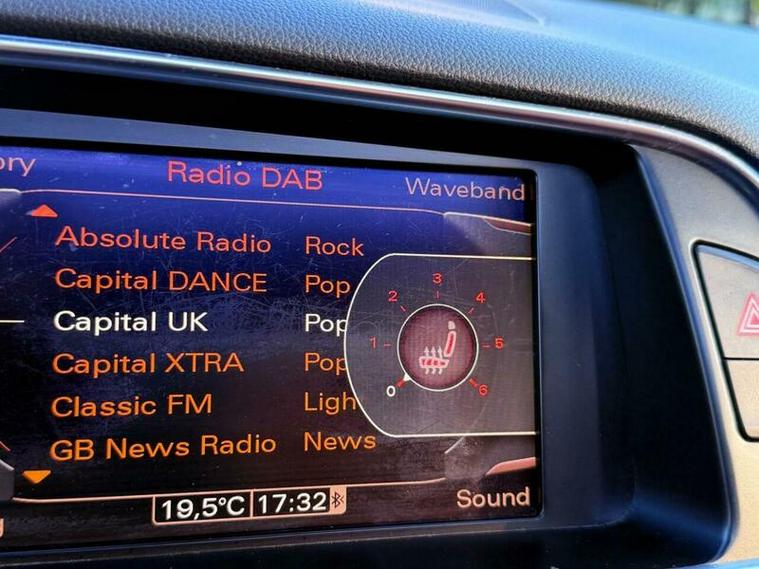 ory Radio DAB Waveband
Absolute Radio Rock
Capital DANCE Pop
Capital UK Pop
Capital XTRA Pop
Classic FM Ligh
GB News Radio News
0 1 2 3 4 5 6
19,5°C 17:32
Sound